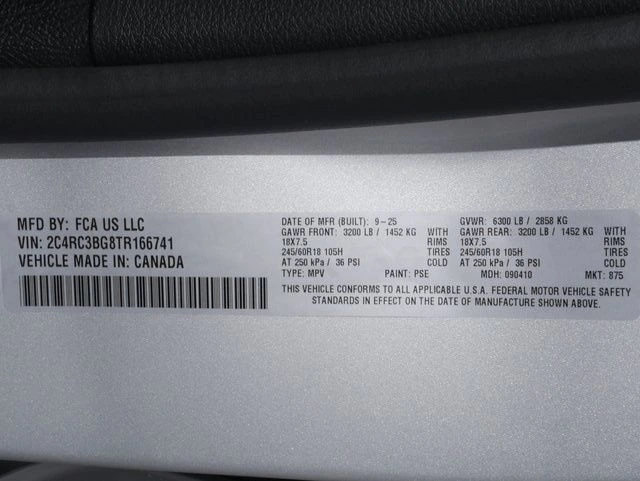 MFD BY: FCA US LLC
VIN: 2C4RC3BG8TR166741
VEHICLE MADE IN: CANADA
DATE OF MFR (BUILT): 9-25 GVWR: 6300 LB / 2858 KG
GAWR FRONT: 3200 LB / 1452 KG WITH GAWR REAR: 3200 LB / 1452 KG WITH
18X7.5 RIMS 18X7.5 RIMS
245/60R18 105H TIRES 245/60R18 105H TIRES
AT 250 kPa / 36 PSI COLD AT 250 kPa / 36 PSI COLD
TYPE: MPV PAINT: PSE MDH: 090410 MKT: 875
THIS VEHICLE CONFORMS TO ALL APPLICABLE U.S.A. FEDERAL MOTOR VEHICLE SAFETY
STANDARDS IN EFFECT ON THE DATE OF MANUFACTURE SHOWN ABOVE.